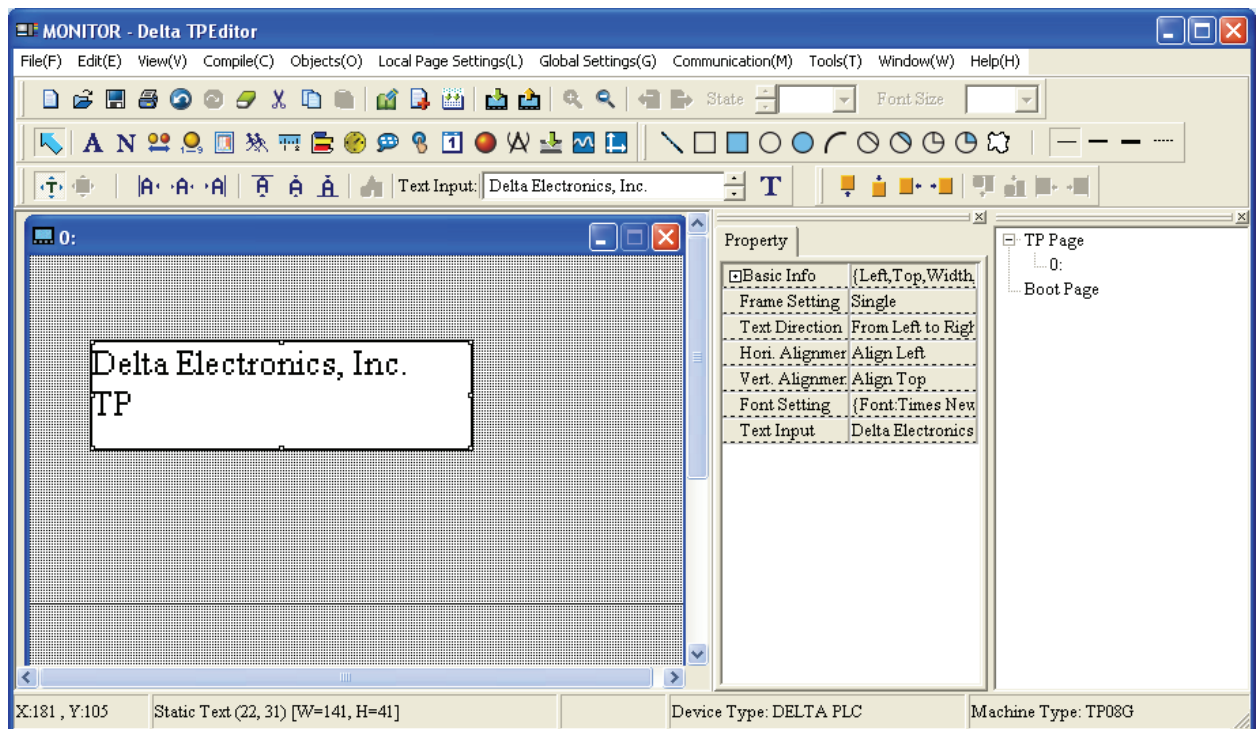 MONITOR - Delta TPEditor
File(F) Edit(E) View(V) Compile(C) Objects(O) Local Page Settings(L) Global Settings(G) Communication(M) Tools(T) Window(W) Help(H)
State Font Size
A N 1
T A A A A A A A Text Input: Delta Electronics, Inc. T
0:
Delta Electronics, Inc.
TP
Property
Basic Info {Left,Top,Width,
Frame Setting Single
Text Direction From Left to Righ
Hori. Alignmen Align Left
Vert. Alignmen Align Top
Font Setting {Font:Times New
Text Input Delta Electronics
TP Page
0:
Boot Page
X:181 , Y:105 Static Text (22, 31) [W=141, H=41] Device Type: DELTA PLC Machine Type: TP08G